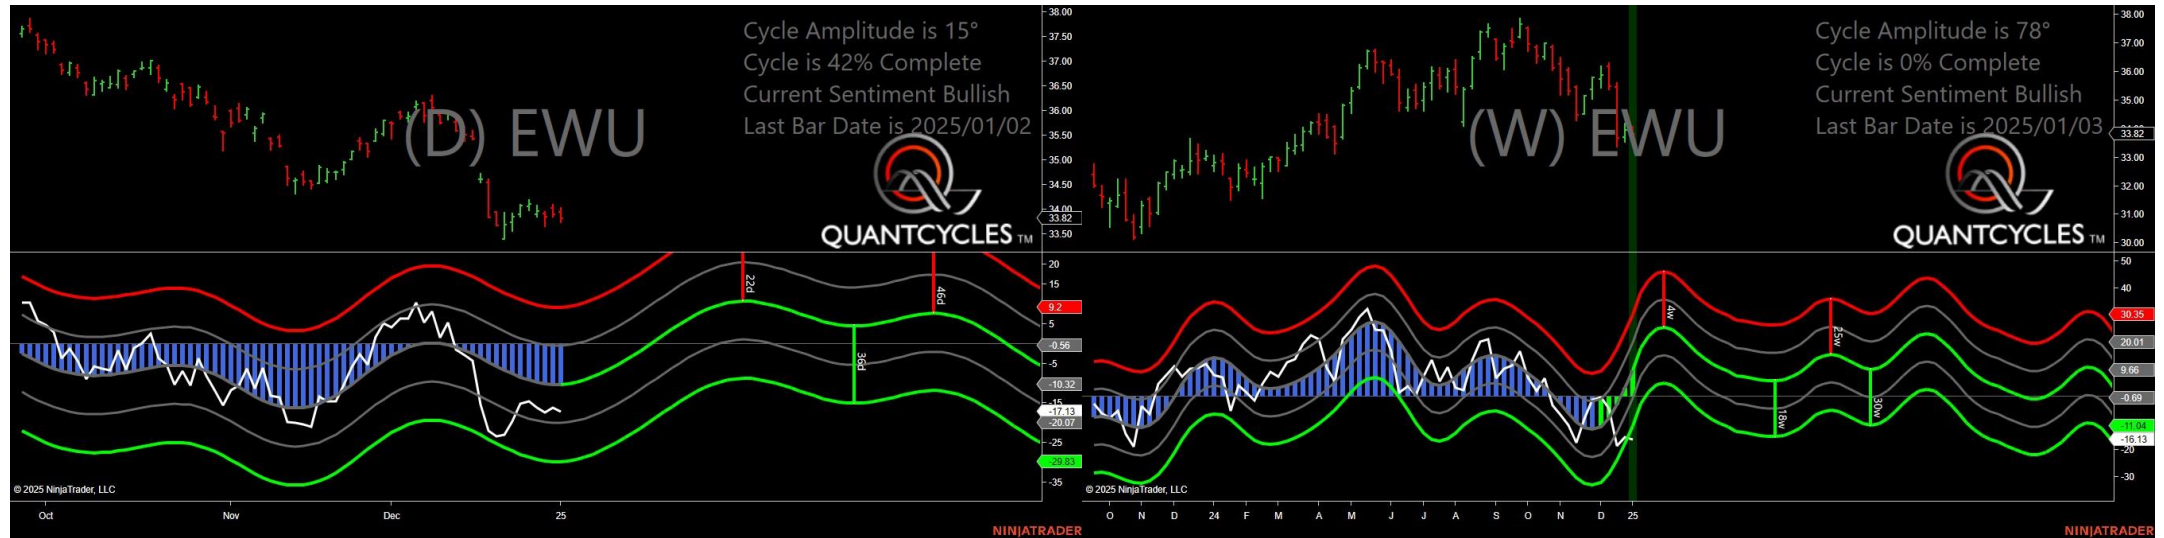 Cycle Amplitude is 15°
Cycle is 42% Complete
Current Sentiment Bullish
Last Bar Date is 2025/01/02
(D) EWU
QUANTCYCLES TM
38.00
37.50
37.00
36.50
36.00
35.50
35.00
34.50
34.00
33.82
33.50
22d
46d
36d
20
15
9.2
5
-0.56
-5
-10.32
-15
-17.13
-20.07
-25
-29.83
-35
© 2025 NinjaTrader, LLC
Oct
Nov
Dec
25
NINJATRADER
Cycle Amplitude is 78°
Cycle is 0% Complete
Current Sentiment Bullish
Last Bar Date is 2025/01/03
(W) EWU
QUANTCYCLES TM
38.00
37.00
36.00
35.00
33.82
33.00
32.00
31.00
30.00
4w
25w
18w
30w
50
40
30.35
20.01
9.66
-0.69
-11.04
-16.13
-20
-30
© 2025 NinjaTrader, LLC
O N D 24 F M A M J J A S O N D 25
NINJATRADER